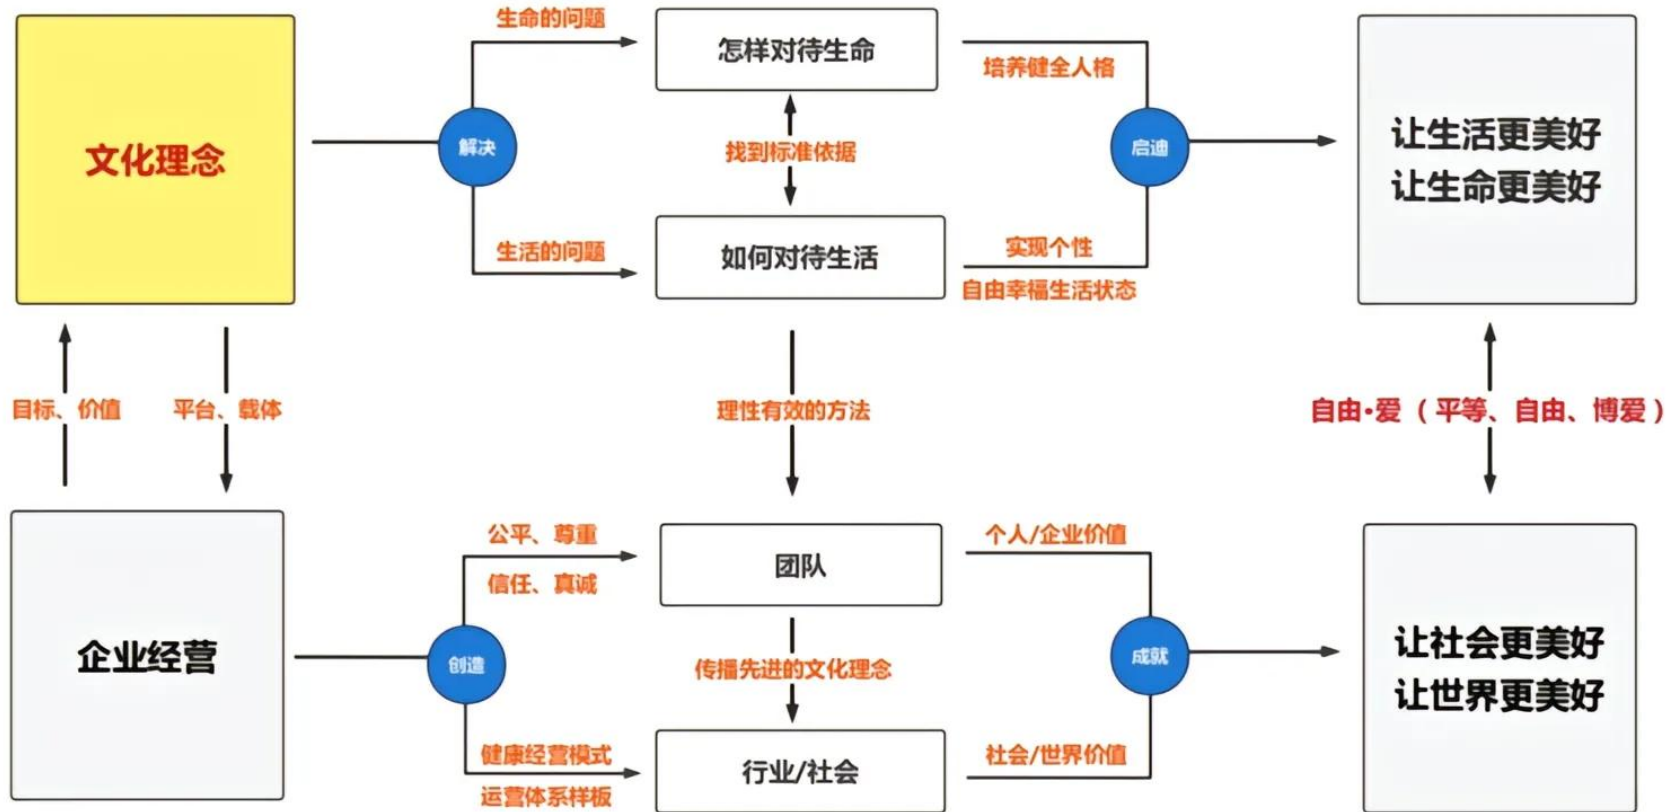 生命的问题
怎样对待生命
培养健全人格
文化理念
解决
找到标准依据
启迪
让生活更美好
让生命更美好
生活的问题
如何对待生活
实现个性
自由幸福生活状态
目标、价值
平台、载体
理性有效的方法
自由·爱（平等、自由、博爱）
公平、尊重
信任、真诚
团队
个人/企业价值
企业经营
创造
传播先进的文化理念
成就
让社会更美好
让世界更美好
健康经营模式
运营体系样板
行业/社会
社会/世界价值